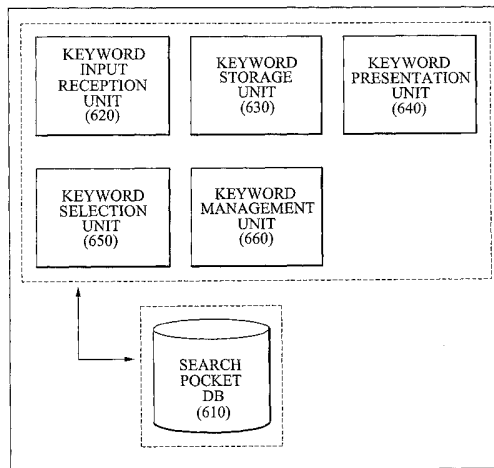 KEYWORD
INPUT
RECEPTION
UNIT
(620)
KEYWORD
STORAGE
UNIT
(630)
KEYWORD
PRESENTATION
UNIT
(640)
KEYWORD
SELECTION
UNIT
(650)
KEYWORD
MANAGEMENT
UNIT
(660)
SEARCH
POCKET
DB
(610)